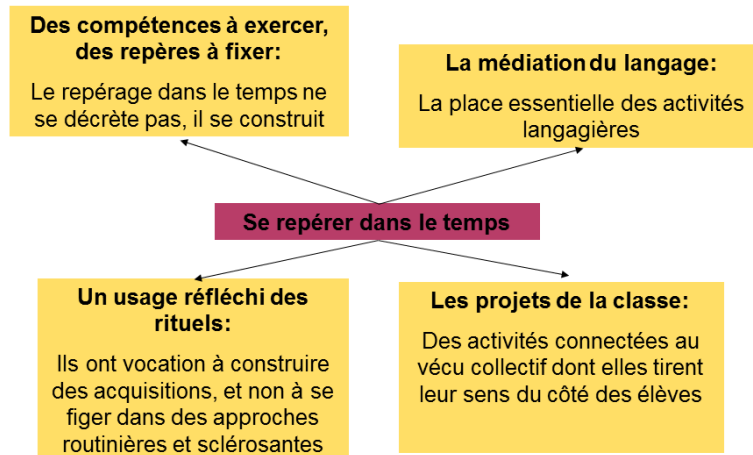 Des compétences à exercer,
des repères à fixer:
Le repérage dans le temps ne
se décrète pas, il se construit
La médiation du langage:
La place essentielle des activités
langagières
Se repérer dans le temps
Un usage réfléchi des
rituels:
Ils ont vocation à construire
des acquisitions, et non à se
figer dans des approches
routinières et sclérosantes
Les projets de la classe:
Des activités connectées au
vécu collectif dont elles tirent
leur sens du côté des élèves